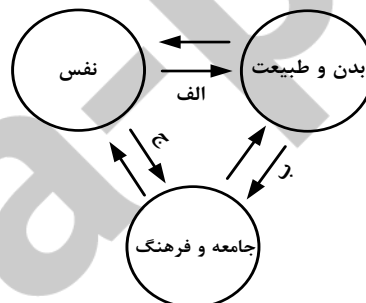 نفس
بدن و طبیعت
الف
ج
ب
جامعه و فرهنگ